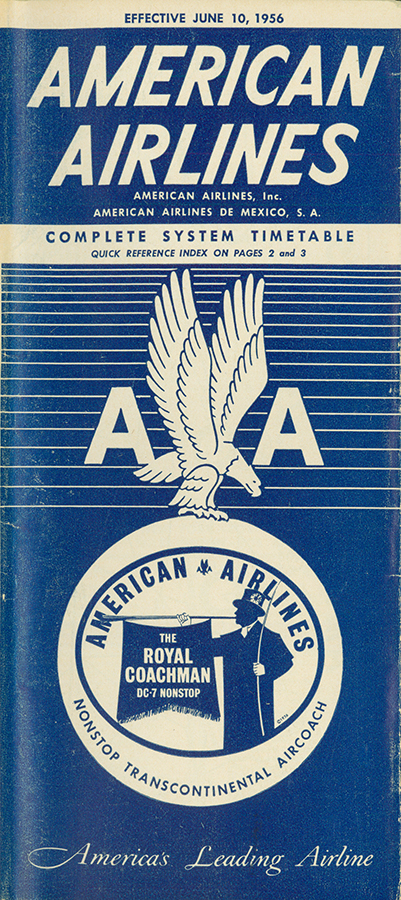 EFFECTIVE JUNE 10, 1956
AMERICAN
AIRLINES
AMERICAN AIRLINES, Inc.
AMERICAN AIRLINES DE MEXICO, S. A.
COMPLETE SYSTEM TIMETABLE
QUICK REFERENCE INDEX ON PAGES 2 and 3
A A
AMERICAN AIRLINES
THE
ROYAL
COACHMAN
DC-7 NONSTOP
NONSTOP TRANSCONTINENTAL AIRCOACH
America's Leading Airline